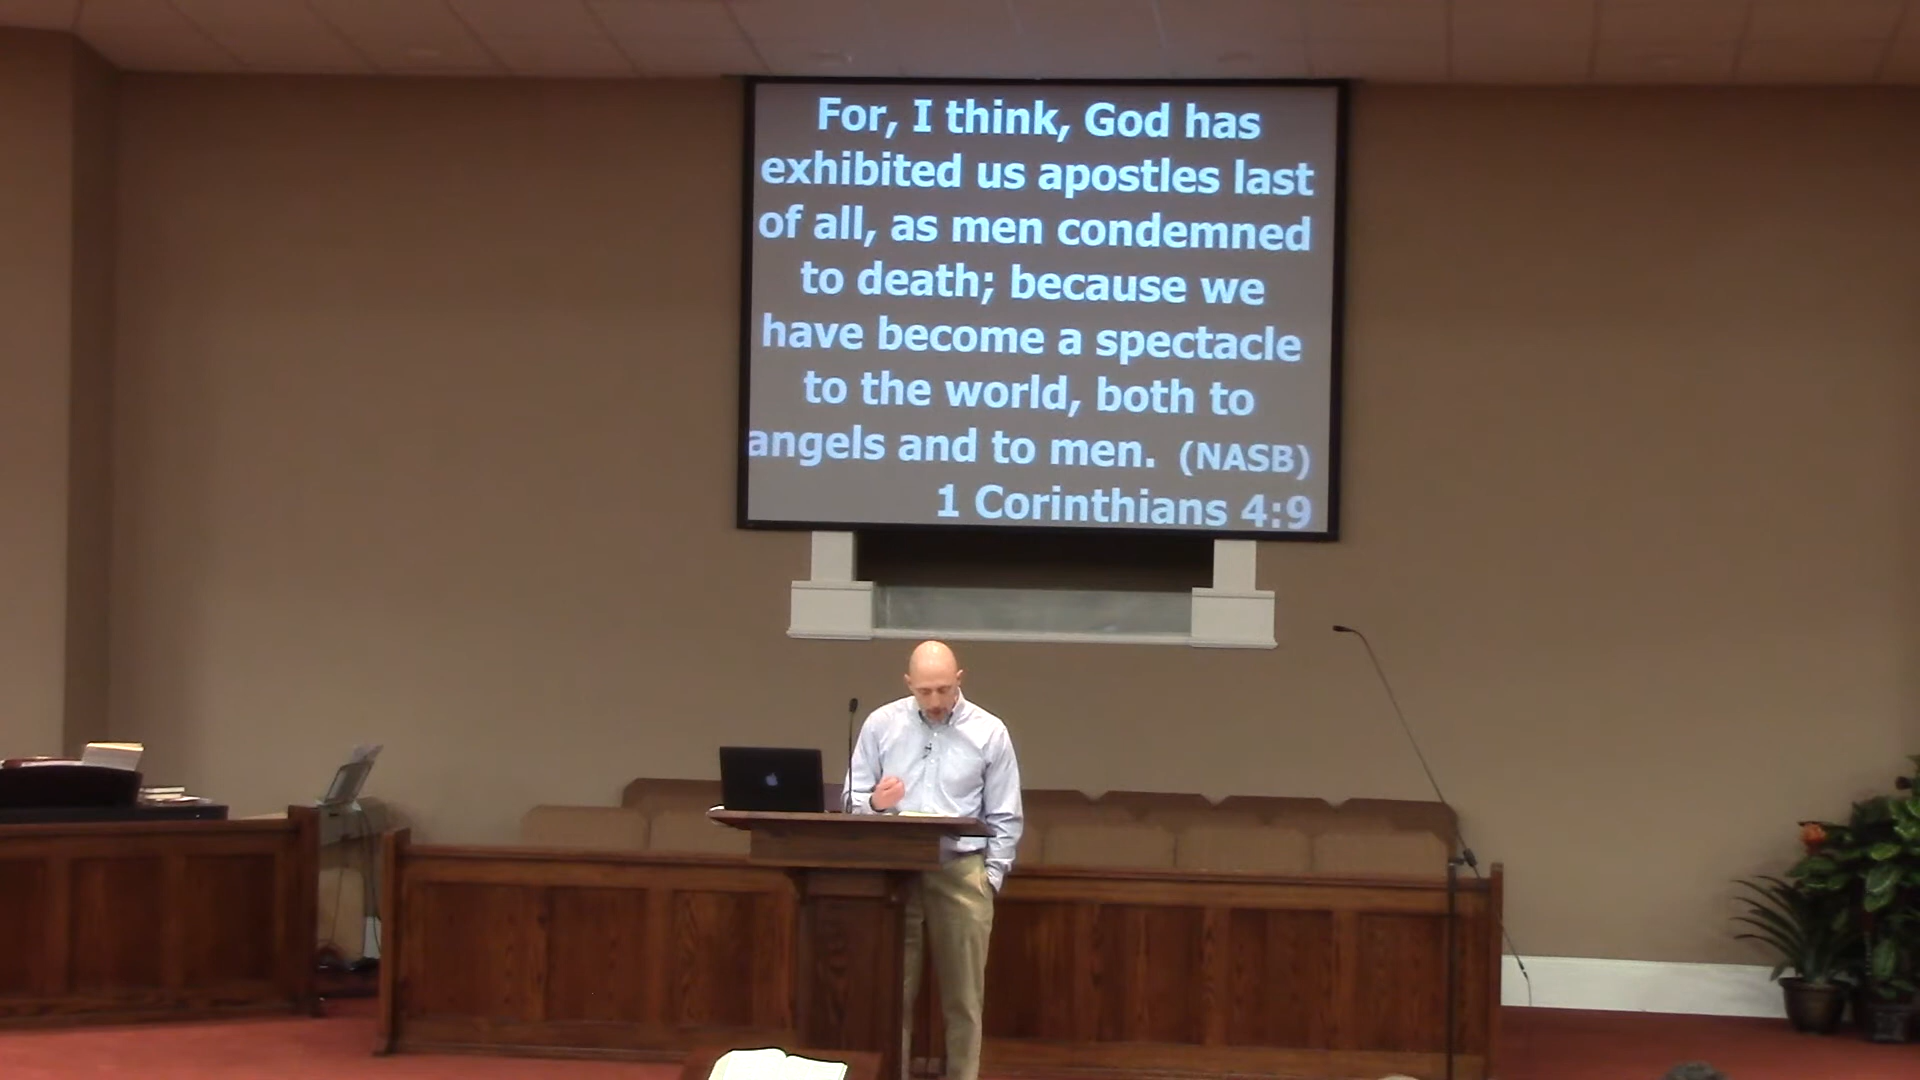 For, I think, God has
exhibited us apostles last
of all, as men condemned
to death; because we
have become a spectacle
to the world, both to
angels and to men. (NASB)
1 Corinthians 4:9